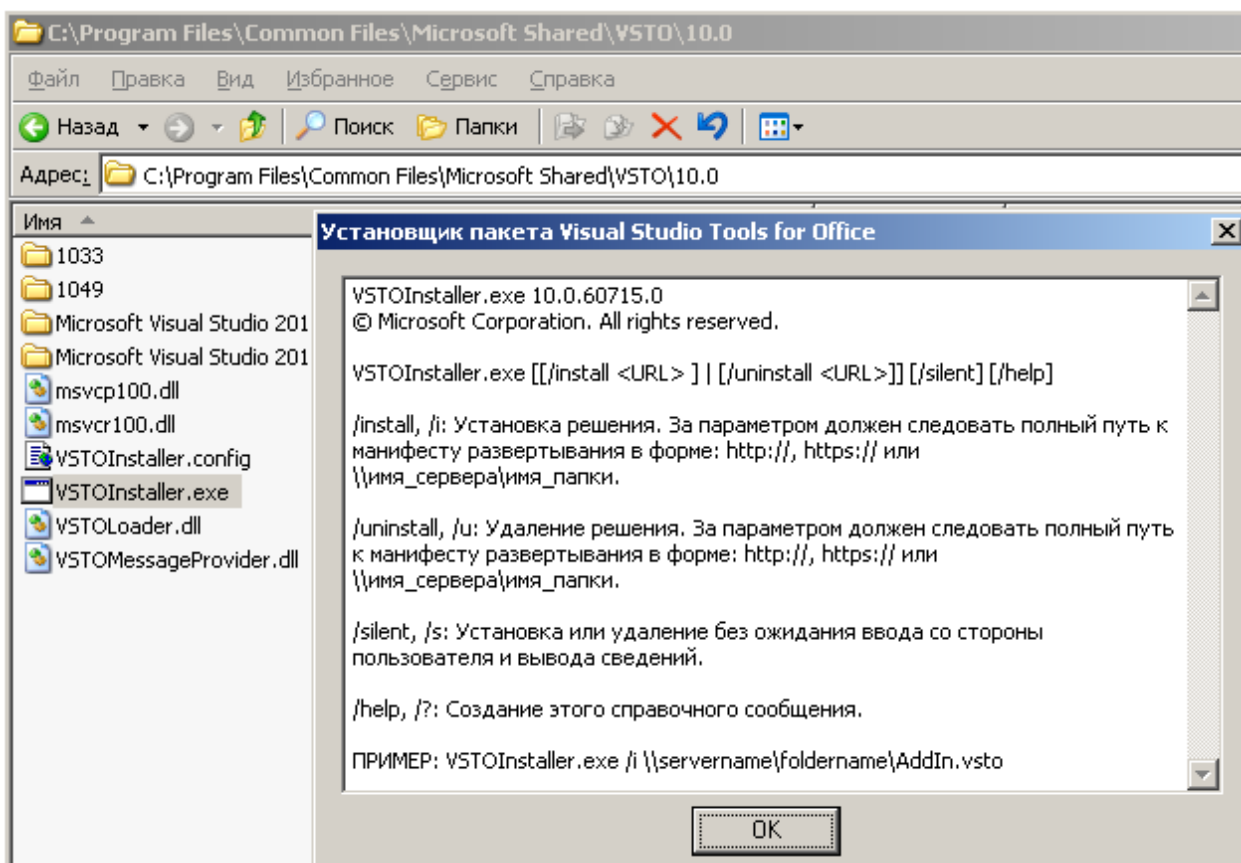 C:\Program Files\Common Files\Microsoft Shared\VSTO\10.0
Файл Правка Вид Избранное Сервис Справка
Назад Поиск Папки
Адрес: C:\Program Files\Common Files\Microsoft Shared\VSTO\10.0
Имя
1033
1049
Microsoft Visual Studio 201
Microsoft Visual Studio 201
msvcp100.dll
msvcr100.dll
VSTOInstaller.config
VSTOInstaller.exe
VSTOLoader.dll
VSTOMessageProvider.dll
Установщик пакета Visual Studio Tools for Office
VSTOInstaller.exe 10.0.60715.0
© Microsoft Corporation. All rights reserved.
VSTOInstaller.exe [[/install <URL> ] | [/uninstall <URL>]] [/silent] [/help]
/install, /i: Установка решения. За параметром должен следовать полный путь к
манифесту развертывания в форме: http://, https:// или
\\имя_сервера\имя_папки.
/uninstall, /u: Удаление решения. За параметром должен следовать полный путь
к манифесту развертывания в форме: http://, https:// или
\\имя_сервера\имя_папки.
/silent, /s: Установка или удаление без ожидания ввода со стороны
пользователя и вывода сведений.
/help, /?: Создание этого справочного сообщения.
ПРИМЕР: VSTOInstaller.exe /i \\servername\foldername\AddIn.vsto
OK